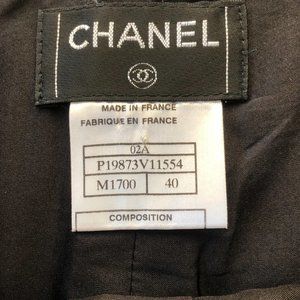 CHANEL
MADE IN FRANCE
FABRIQUE EN FRANCE
02A
P19873V11554
M1700 40
COMPOSITION